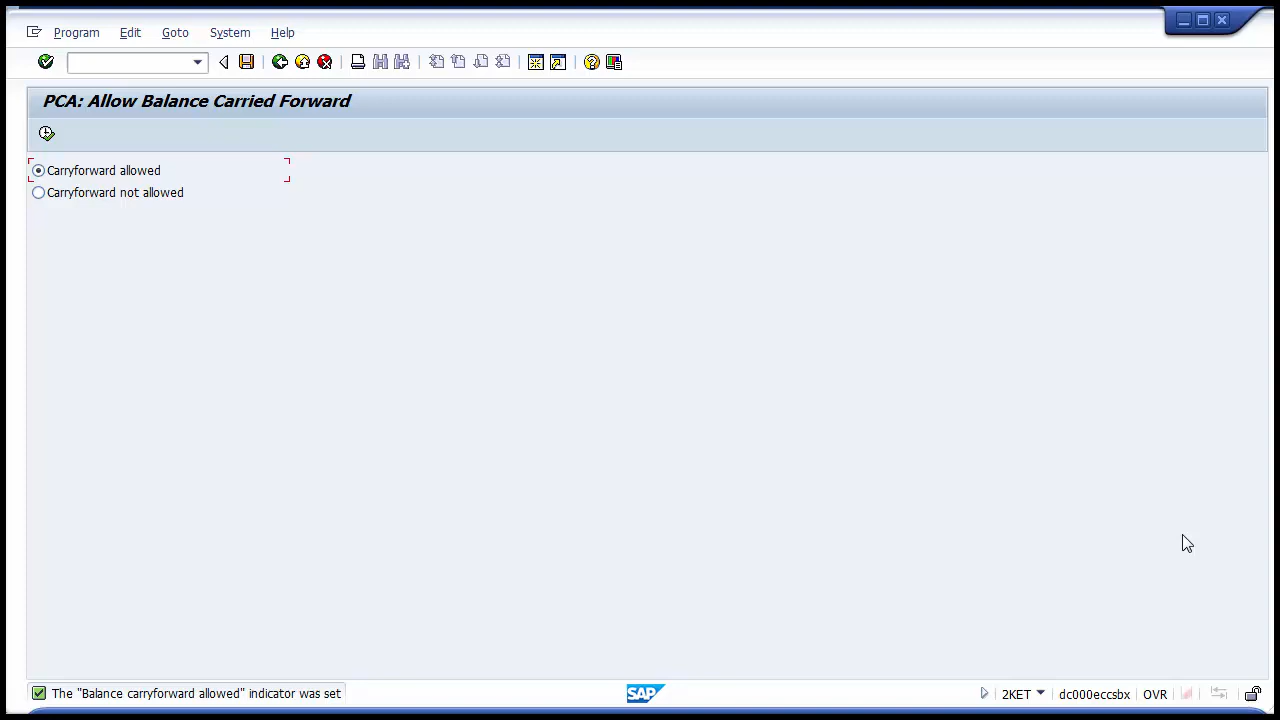 Program Edit Goto System Help
PCA: Allow Balance Carried Forward
Carryforward allowed
Carryforward not allowed
The "Balance carryforward allowed" indicator was set
SAP
2KET dc000eccsbx OVR